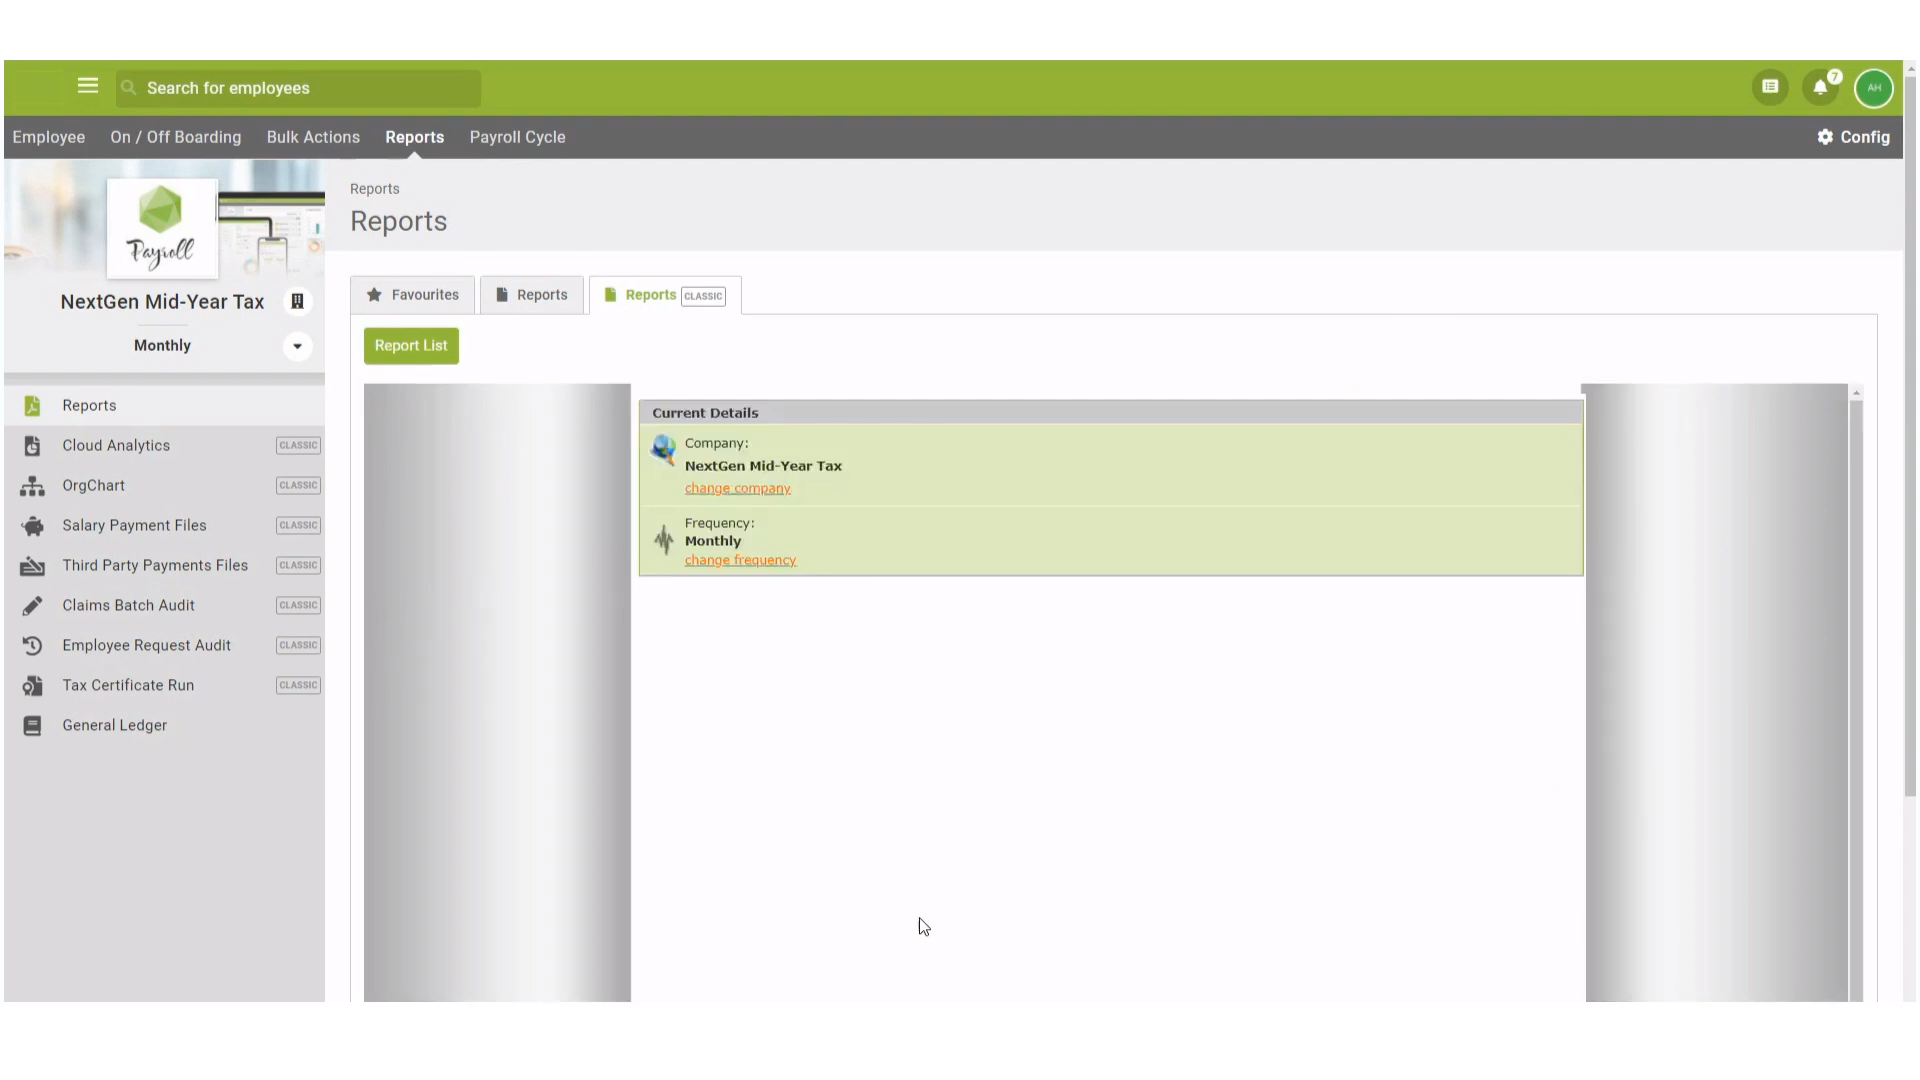 Search for employees
7
AH
Employee
On / Off Boarding
Bulk Actions
Reports
Payroll Cycle
Config
Payroll
NextGen Mid-Year Tax
Monthly
Reports
Cloud Analytics CLASSIC
OrgChart CLASSIC
Salary Payment Files CLASSIC
Third Party Payments Files CLASSIC
Claims Batch Audit CLASSIC
Employee Request Audit CLASSIC
Tax Certificate Run CLASSIC
General Ledger
Reports
Reports
Favourites
Reports
Reports CLASSIC
Report List
Current Details
Company:
NextGen Mid-Year Tax
change company
Frequency:
Monthly
change frequency